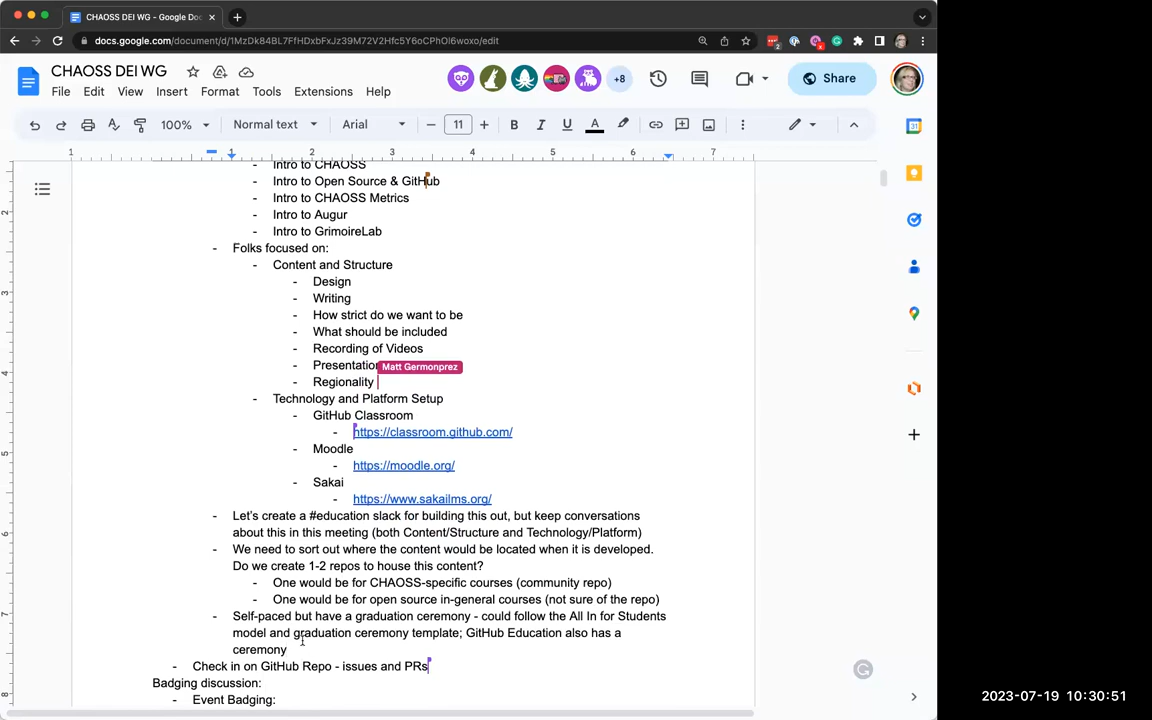 CHAOSS DEI WG - Google Doc
docs.google.com/document/d/1MzDk84BL7FfHDxbFxJz39M72V2Hfc5Y6oCPhOl6woxo/edit
CHAOSS DEI WG
File Edit View Insert Format Tools Extensions Help
+8
Share
100% Normal text Arial 11 B I U A
1 1 2 3 4 5 6 7
- Intro to CHAOSS
- Intro to Open Source & GitHub
- Intro to CHAOSS Metrics
- Intro to Augur
- Intro to GrimoireLab
- Folks focused on:
- Content and Structure
- Design
- Writing
- How strict do we want to be
- What should be included
- Recording of Videos
- Presentation
Matt Germonprez
- Regionality
- Technology and Platform Setup
- GitHub Classroom
- https://classroom.github.com/
- Moodle
- https://moodle.org/
- Sakai
- https://www.sakailms.org/
- Let's create a #education slack for building this out, but keep conversations
about this in this meeting (both Content/Structure and Technology/Platform)
- We need to sort out where the content would be located when it is developed.
Do we create 1-2 repos to house this content?
- One would be for CHAOSS-specific courses (community repo)
- One would be for open source in-general courses (not sure of the repo)
- Self-paced but have a graduation ceremony - could follow the All In for Students
model and graduation ceremony template; GitHub Education also has a
ceremony
- Check in on GitHub Repo - issues and PRs
Badging discussion:
- Event Badging:
2023-07-19 10:30:51